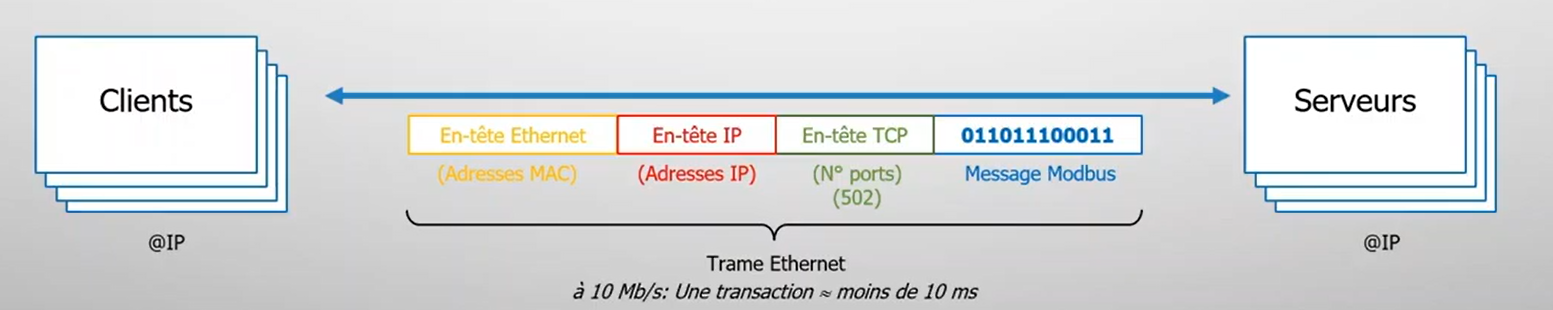 Clients
Serveurs
En-tête Ethernet
En-tête IP
En-tête TCP
011011100011
(Adresses MAC)
(Adresses IP)
(N° ports)
(502)
Message Modbus
@IP
@IP
Trame Ethernet
à 10 Mb/s: Une transaction ≈ moins de 10 ms